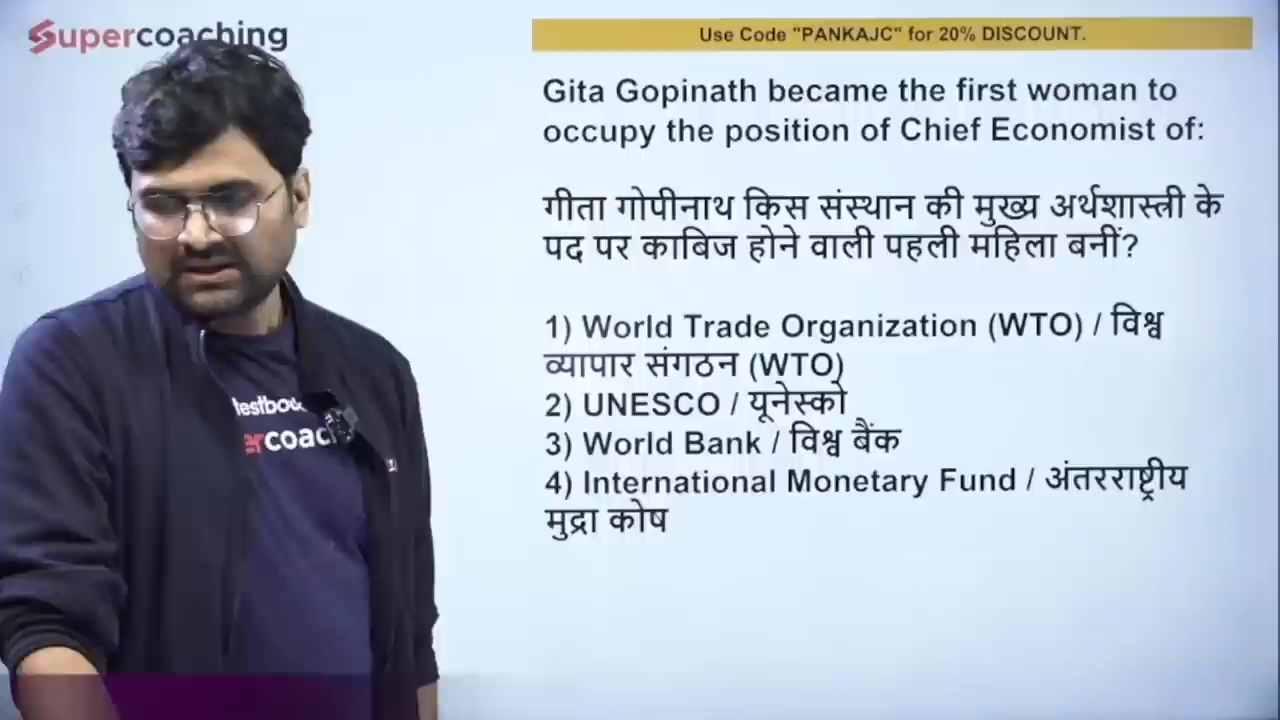 Supercoaching
Use Code "PANKAJC" for 20% DISCOUNT.
Gita Gopinath became the first woman to
occupy the position of Chief Economist of:
गीता गोपीनाथ किस संस्थान की मुख्य अर्थशास्त्री के
पद पर काबिज होने वाली पहली महिला बनीं?
1) World Trade Organization (WTO) / विश्व
व्यापार संगठन (WTO)
2) UNESCO / यूनेस्को
3) World Bank / विश्व बैंक
4) International Monetary Fund / अंतरराष्ट्रीय
मुद्रा कोष